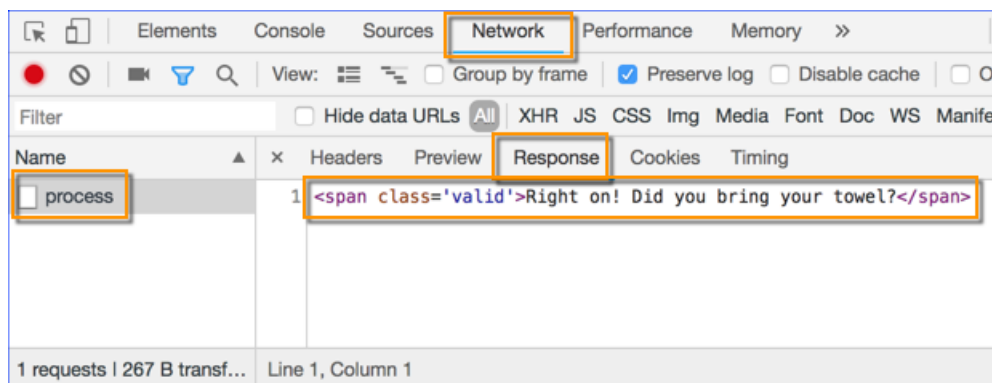 Elements Console Sources Network Performance Memory »
View: Group by frame Preserve log Disable cache
Filter Hide data URLs All XHR JS CSS Img Media Font Doc WS Manife
Name ▲ × Headers Preview Response Cookies Timing
process 1 <span class='valid'>Right on! Did you bring your towel?</span>
1 requests | 267 B transf... Line 1, Column 1